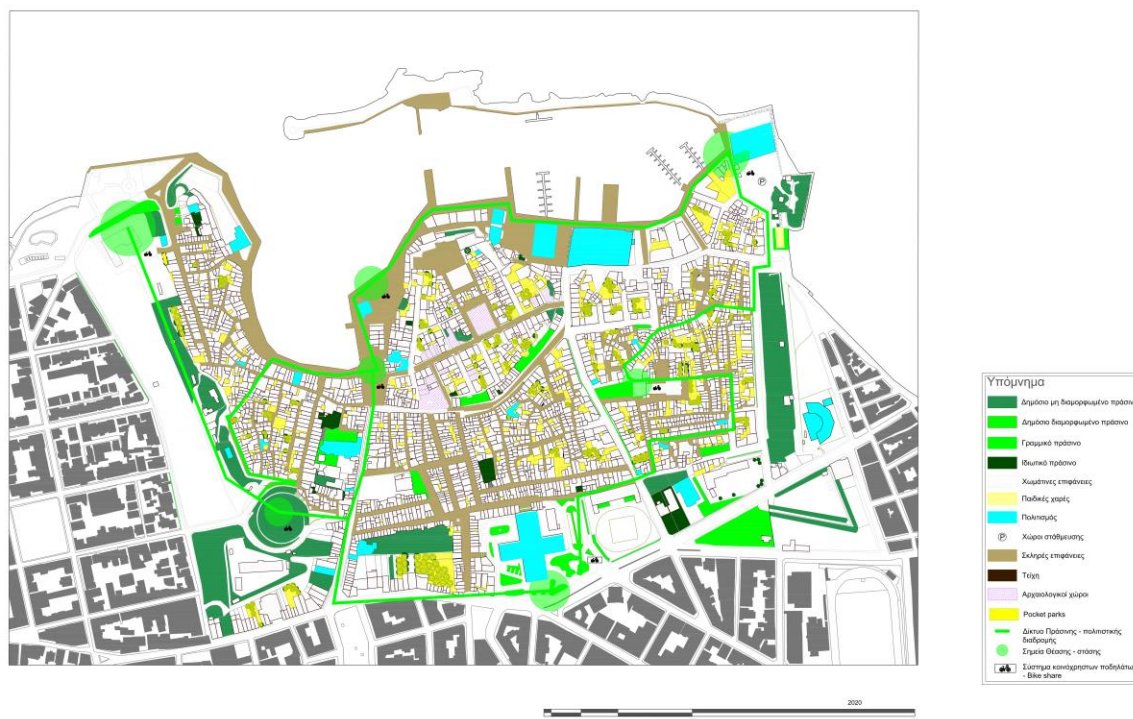 P
Υπόμνημα
Δημόσιο μη διαμορφωμένο πράσιν
Δημόσιο διαμορφωμένο πράσινο
Γραμμικό πράσινο
Ιδιωτικό πράσινο
Χωμάτινες επιφάνειες
Παιδικές χαρές
Πολιτισμός
P Χώροι στάθμευσης
Σκληρές επιφάνειες
Τείχη
Αρχαιολογικοί χώροι
Pocket parks
Δίκτυο Πράσινης - πολιτιστικής
διαδρομής
Σημεία Θέασης - στάσης
Σύστημα κοινόχρηστων ποδηλάτω
- Bike share
2020